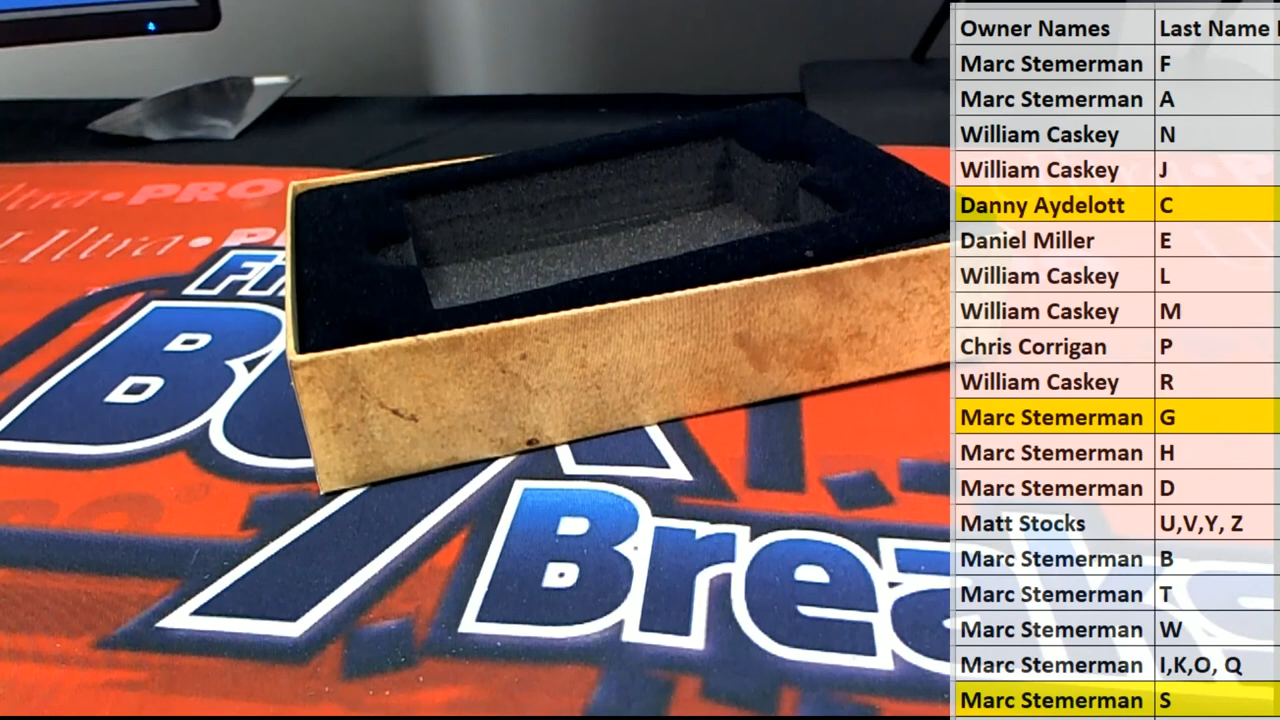 Owner Names Last Name
Marc Stemerman F
Marc Stemerman A
William Caskey N
William Caskey J
Danny Aydelott C
Daniel Miller E
William Caskey L
William Caskey M
Chris Corrigan P
William Caskey R
Marc Stemerman G
Marc Stemerman H
Marc Stemerman D
Matt Stocks U,V,Y, Z
Marc Stemerman B
Marc Stemerman T
Marc Stemerman W
Marc Stemerman I,K,O, Q
Marc Stemerman S
Ultra•PRO
Ultra•P
Brea